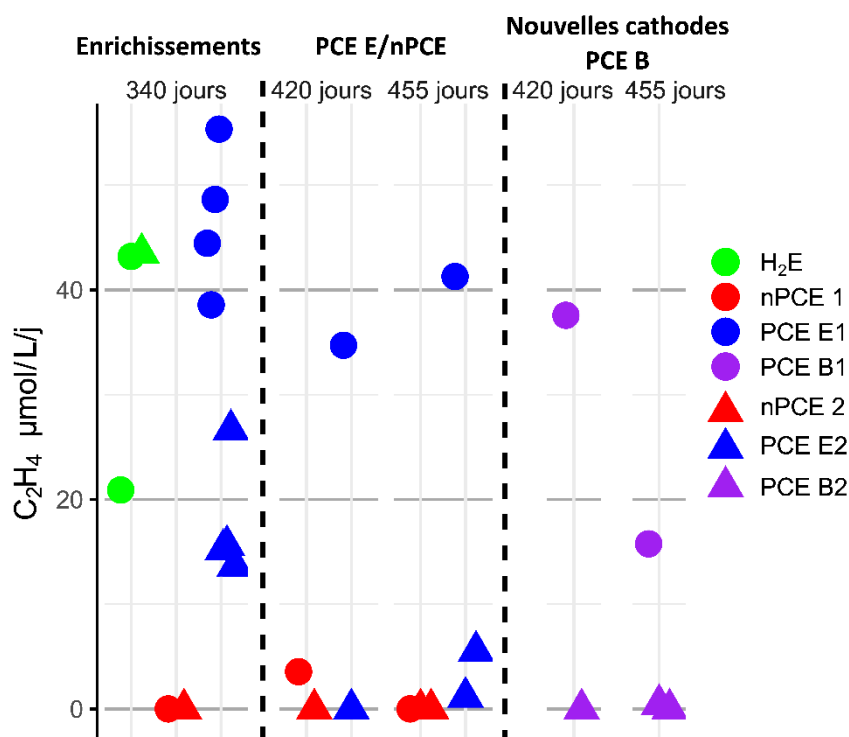 Enrichissements
PCE E/nPCE
Nouvelles cathodes
PCE B
340 jours
420 jours
455 jours
420 jours
455 jours
C₂H₄ µmol/L/j
40
20
0
H₂E
nPCE 1
PCE E1
PCE B1
nPCE 2
PCE E2
PCE B2